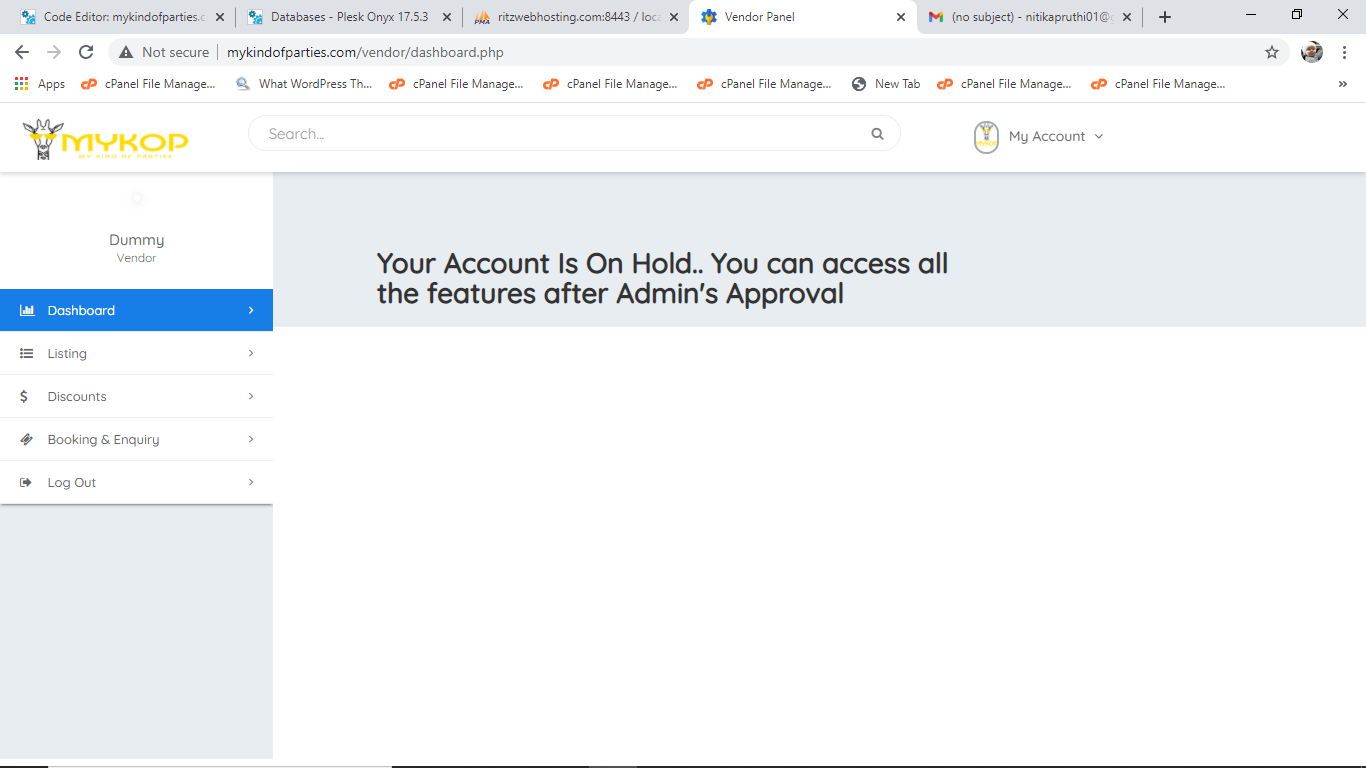 Code Editor: mykindofparties.c
Databases - Plesk Onyx 17.5.3
ritzwebhosting.com:8443 / loca
Vendor Panel
(no subject) - nitikapruthi01@g
Not secure
mykindofparties.com/vendor/dashboard.php
Apps
cPanel File Manage...
What WordPress Th...
cPanel File Manage...
cPanel File Manage...
cPanel File Manage...
New Tab
cPanel File Manage...
cPanel File Manage...
MYKOP
MY KIND OF PARTIES
Search...
My Account
Dummy
Vendor
Your Account Is On Hold.. You can access all
the features after Admin's Approval
Dashboard
Listing
Discounts
Booking & Enquiry
Log Out